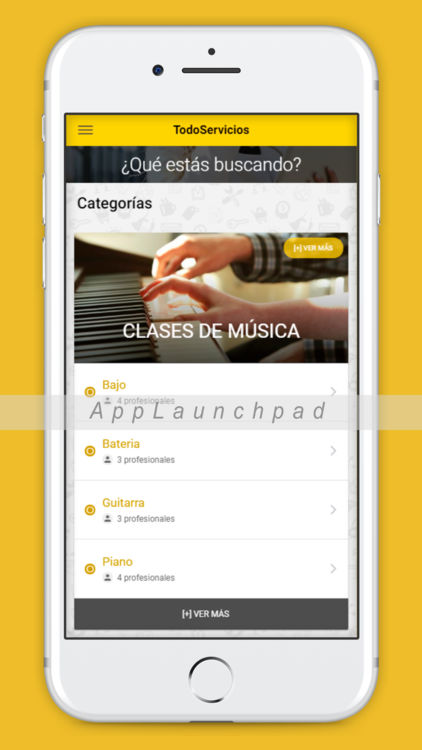 TodoServicios
¿Qué estás buscando?
Categorías
[+] VER MÁS
CLASES DE MÚSICA
Bajo
4 profesionales
AppLaunchpad
Bateria
3 profesionales
Guitarra
3 profesionales
Piano
4 profesionales
[+] VER MÁS